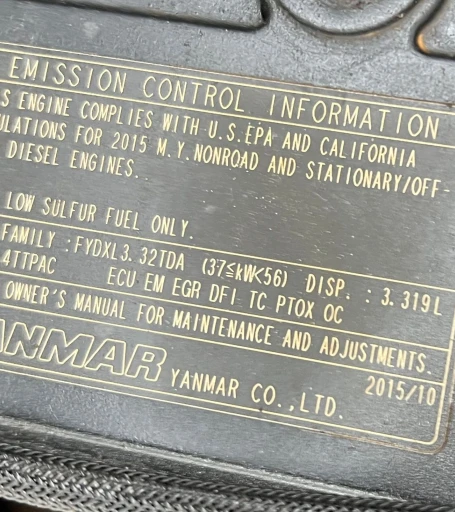 EMISSION CONTROL INFORMATION
S ENGINE COMPLIES WITH U.S.EPA AND CALIFORNIA
ULATIONS FOR 2015 M.Y.NONROAD AND STATIONARY/OFF-
DIESEL ENGINES.
LOW SULFUR FUEL ONLY.
FAMILY :FYDXL3.32TDA (37≦kW<56) DISP. : 3.319L
4TTPAC ECU EM EGR DFI TC PTOX OC
OWNER'S MANUAL FOR MAINTENANCE AND ADJUSTMENTS.
2015/10
ANMAR YANMAR CO.,LTD.